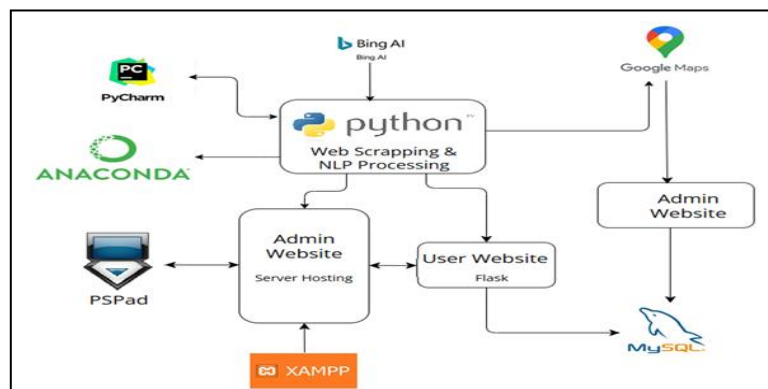 Bing AI
Bing AI
Google Maps
PC
PyCharm
python
Web Scrapping &
NLP Processing
ANACONDA
Admin
Website
Admin
Website
Server Hosting
User Website
Flask
PSPad
MySQL
XAMPP